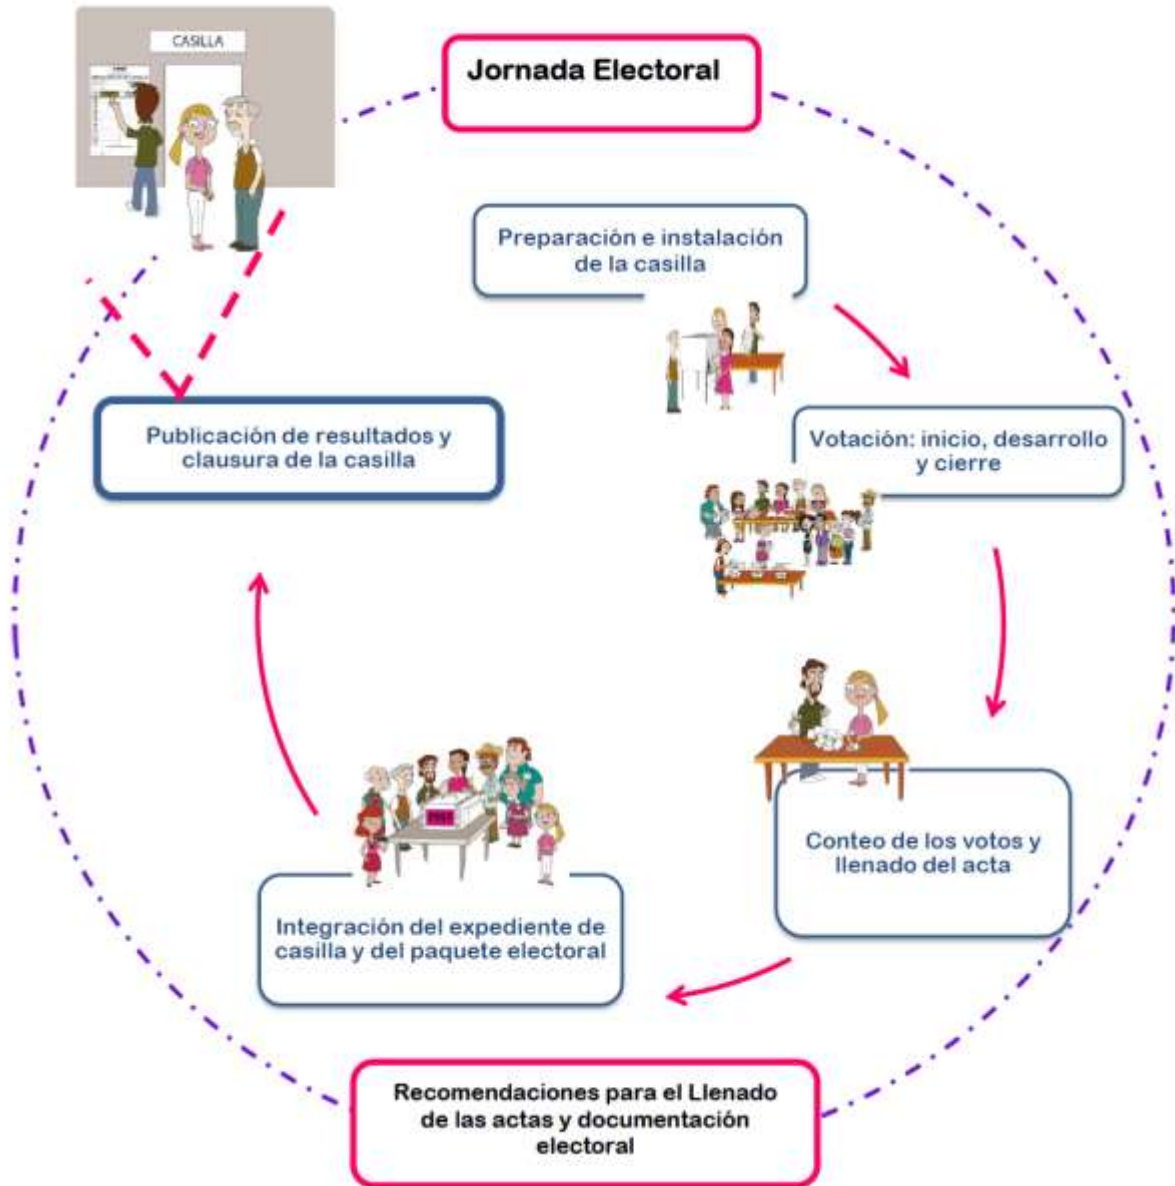 CASILLA
Jornada Electoral
Preparación e instalación
de la casilla
Votación: inicio, desarrollo
y cierre
Conteo de los votos y
llenado del acta
Integración del expediente de
casilla y del paquete electoral
Publicación de resultados y
clausura de la casilla
Recomendaciones para el Llenado
de las actas y documentación
electoral